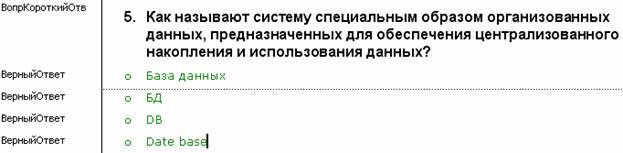 ВопрКороткийОтв
5. Как называют систему специальным образом организованных
данных, предназначенных для обеспечения централизованного
накопления и использования данных?
ВерныйОтвет o База данных
ВерныйОтвет o БД
ВерныйОтвет o DB
ВерныйОтвет o Date base